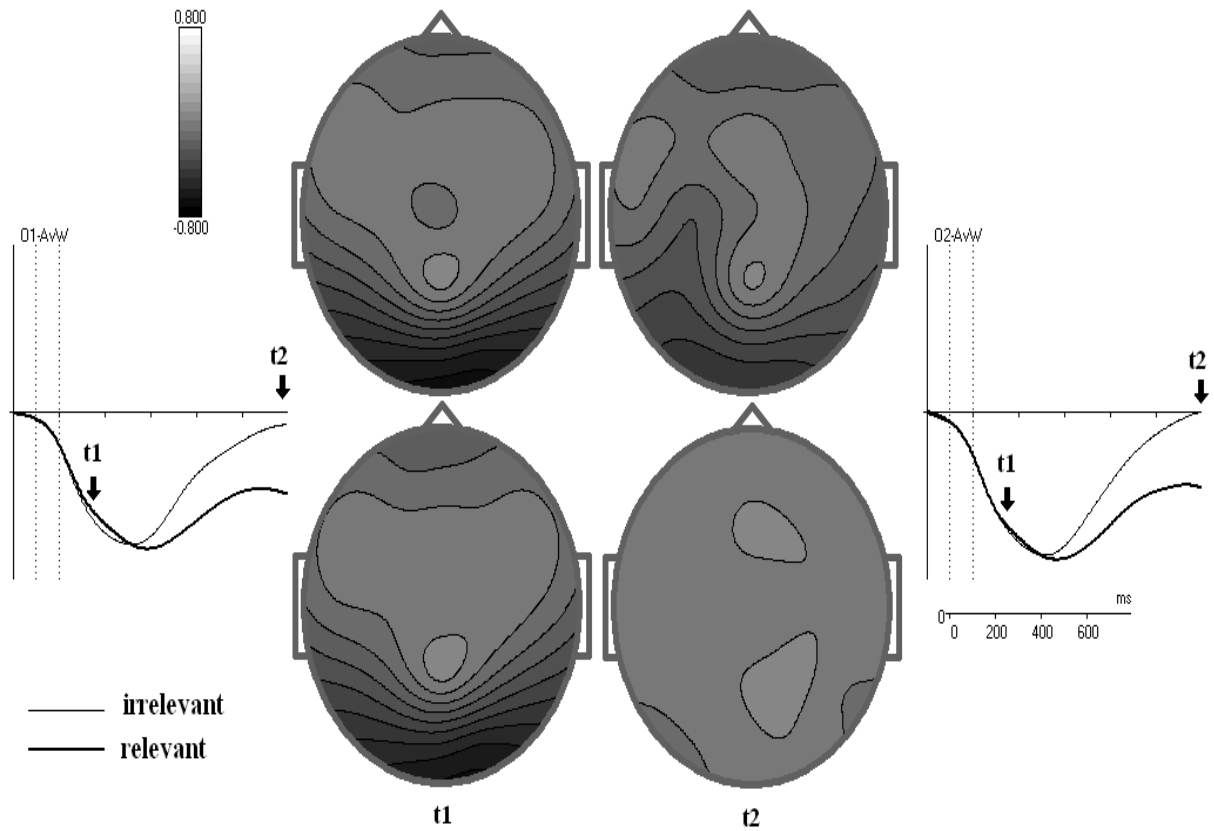 0.800
-0.800
O1-AvW
t2
t1
O2-AvW
t2
t1
ms
0
0 200 400 600
irrelevant
relevant
t1
t2